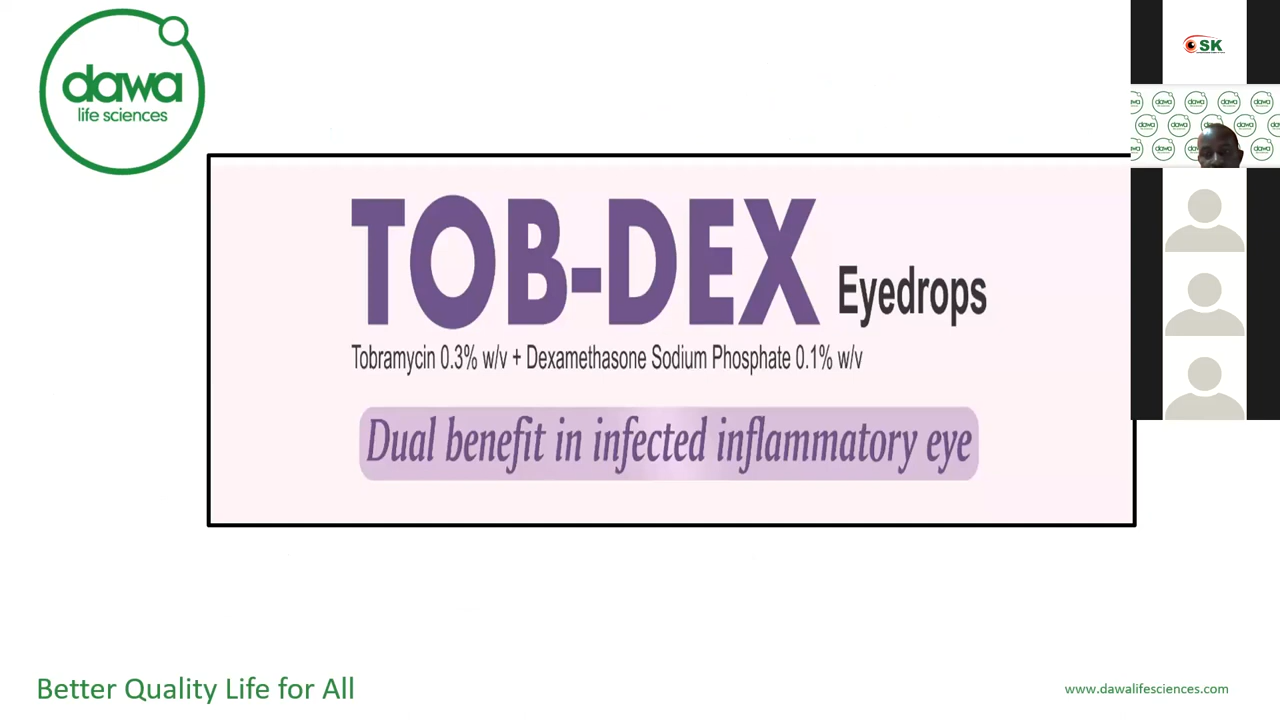 dawa
life sciences
SK
TOB-DEX Eyedrops
Tobramycin 0.3% w/v + Dexamethasone Sodium Phosphate 0.1% w/v
Dual benefit in infected inflammatory eye
Better Quality Life for All
www.dawalifesciences.com